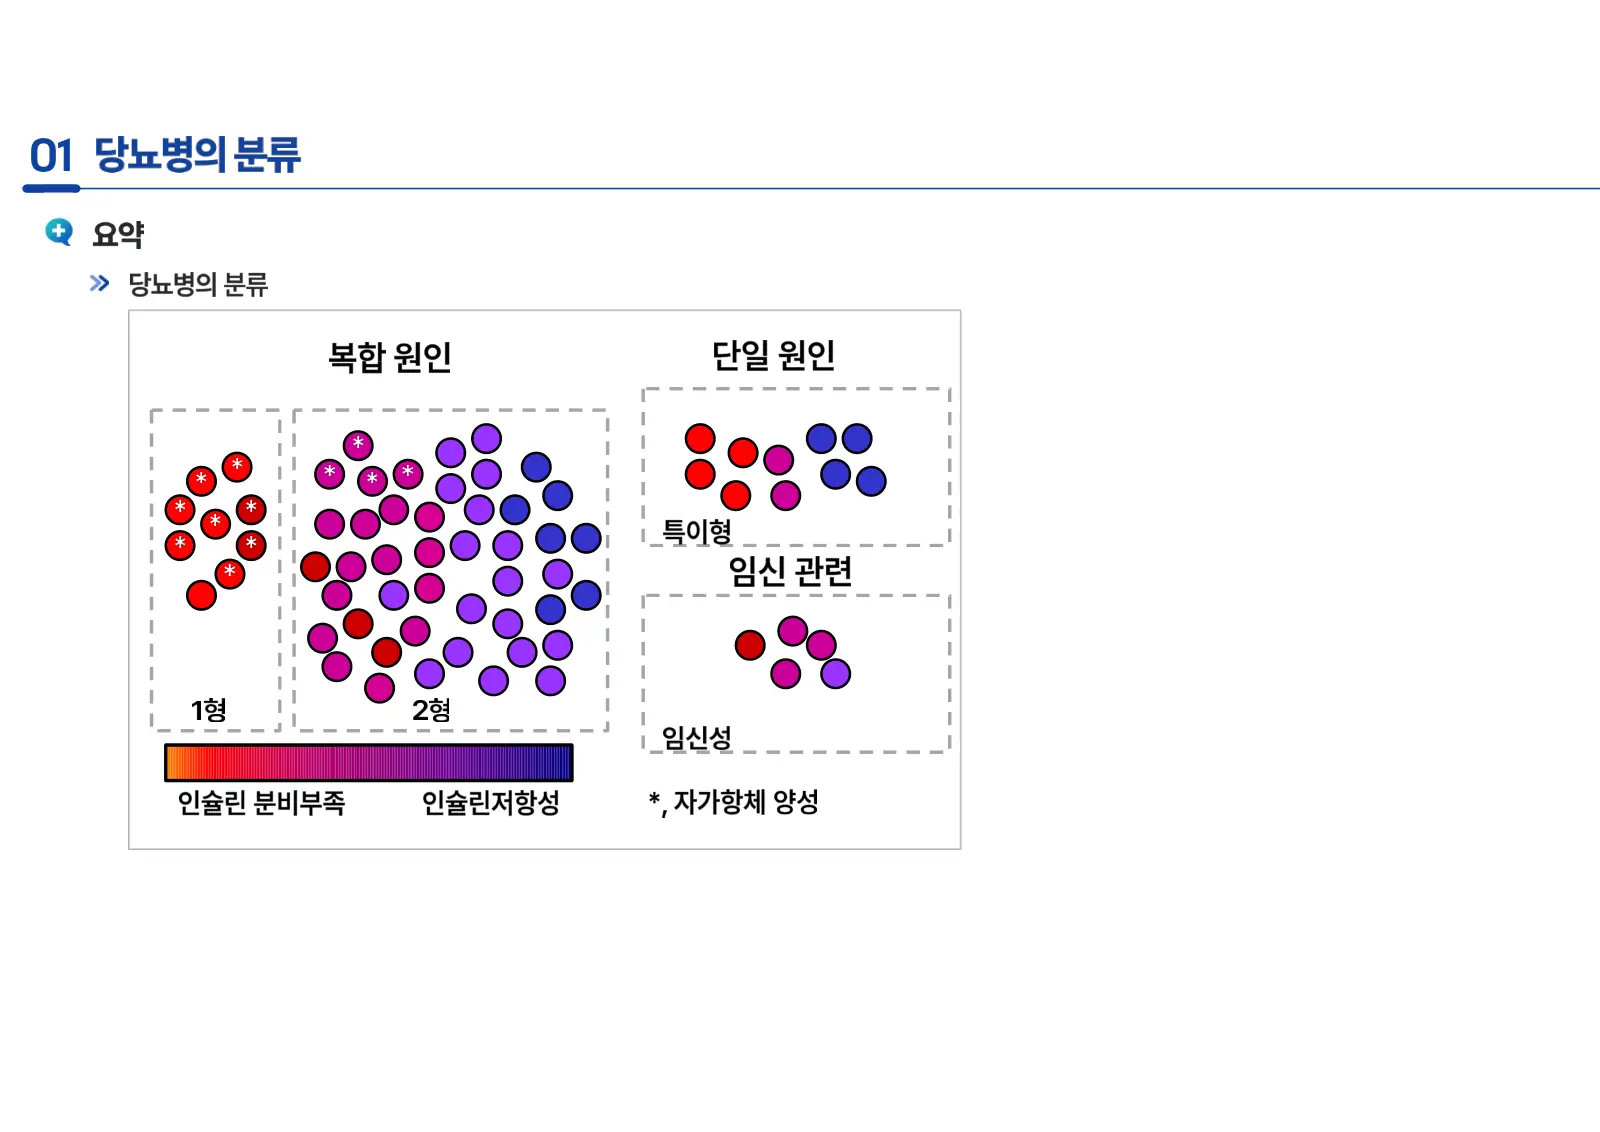 01 당뇨병의 분류
요약
당뇨병의 분류
복합 원인
단일 원인
* * * * * * * * *
* * * *
1형
2형
특이형
임신 관련
임신성
인슐린 분비부족
인슐린저항성
*, 자가항체 양성